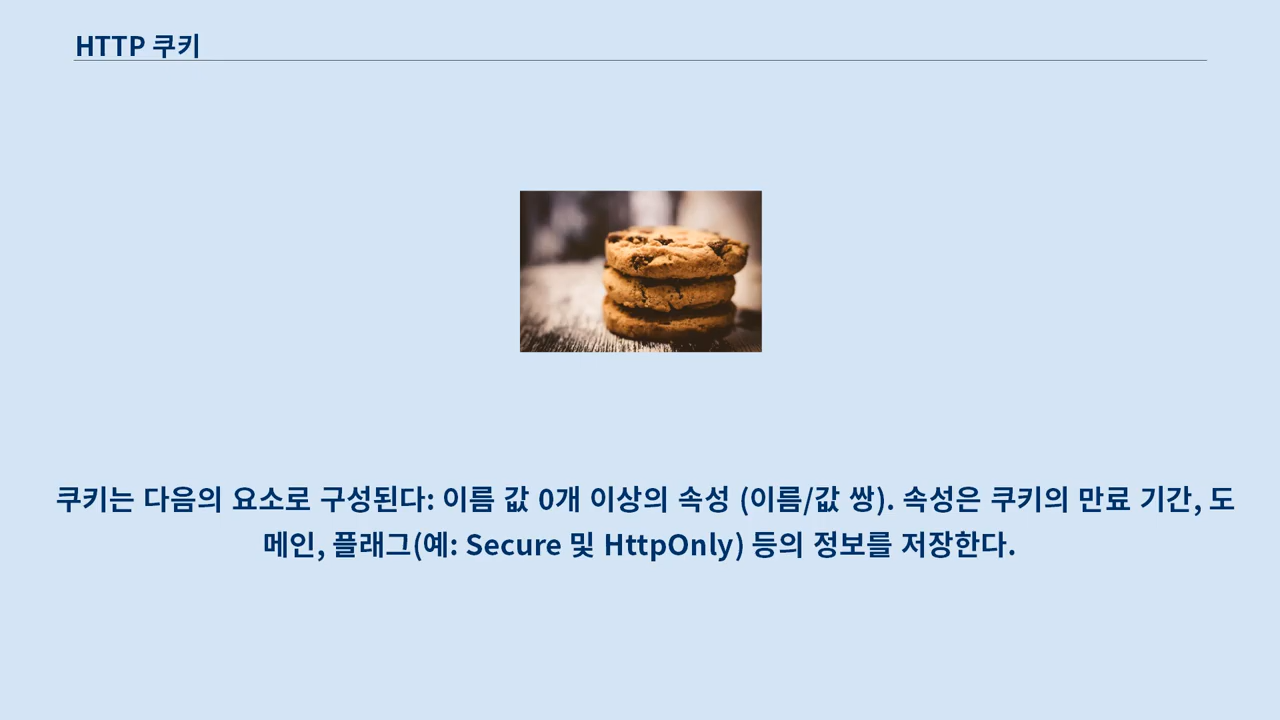 HTTP 쿠키
쿠키는 다음의 요소로 구성된다: 이름 값 0개 이상의 속성 (이름/값 쌍). 속성은 쿠키의 만료 기간, 도
메인, 플래그(예: Secure 및 HttpOnly) 등의 정보를 저장한다.